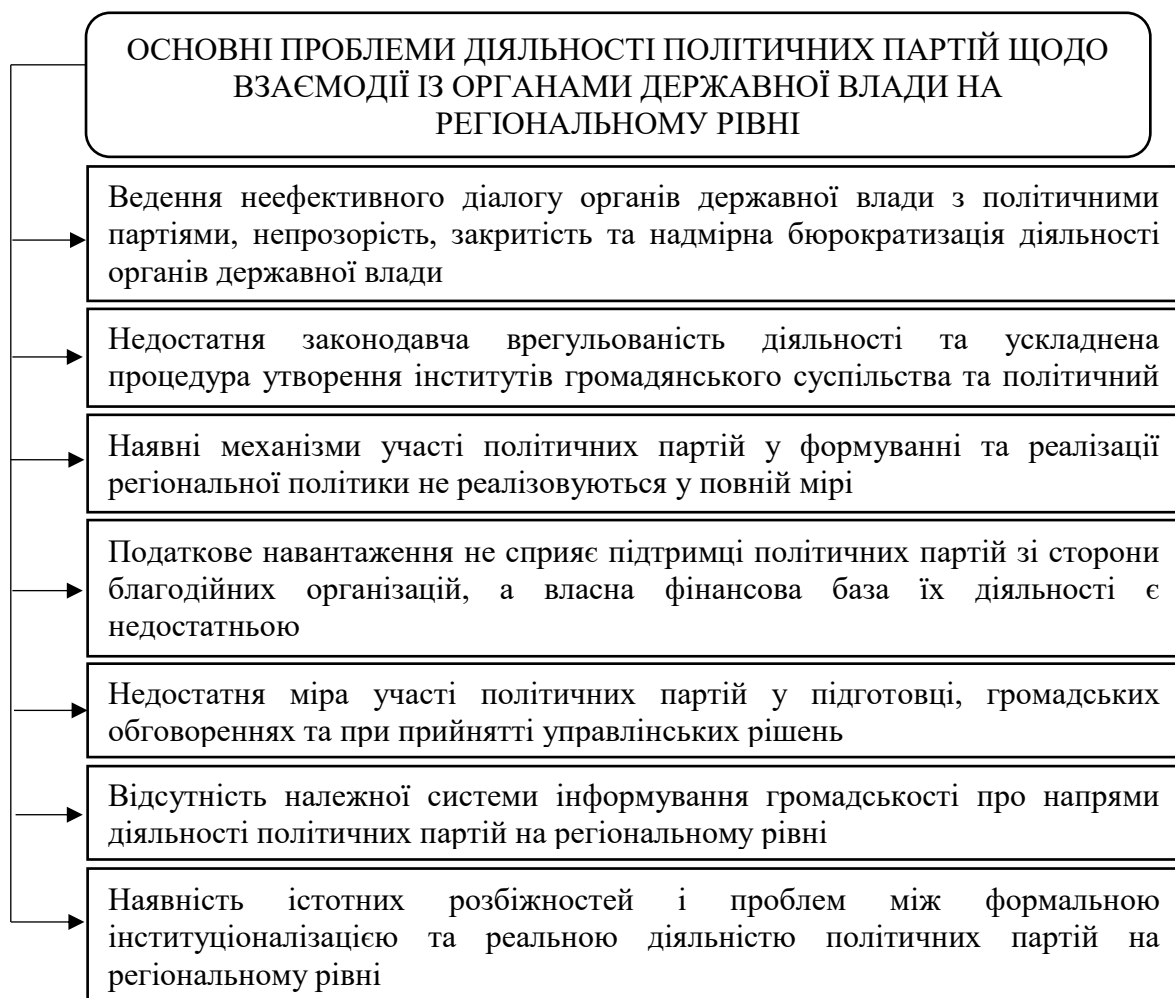 ОСНОВНІ ПРОБЛЕМИ ДІЯЛЬНОСТІ ПОЛІТИЧНИХ ПАРТІЙ ЩОДО
ВЗАЄМОДІЇ ІЗ ОРГАНАМИ ДЕРЖАВНОЇ ВЛАДИ НА
РЕГІОНАЛЬНОМУ РІВНІ
Ведення неефективного діалогу органів державної влади з політичними
партіями, непрозорість, закритість та надмірна бюрократизація діяльності
органів державної влади
Недостатня законодавча врегульованість діяльності та ускладнена
процедура утворення інститутів громадянського суспільства та політичний
Наявні механізми участі політичних партій у формуванні та реалізації
регіональної політики не реалізовуються у повній мірі
Податкове навантаження не сприяє підтримці політичних партій зі сторони
благодійних організацій, а власна фінансова база їх діяльності є
недостатньою
Недостатня міра участі політичних партій у підготовці, громадських
обговореннях та при прийнятті управлінських рішень
Відсутність належної системи інформування громадськості про напрями
діяльності політичних партій на регіональному рівні
Наявність істотних розбіжностей і проблем між формальною
інституціоналізацією та реальною діяльністю політичних партій на
регіональному рівні